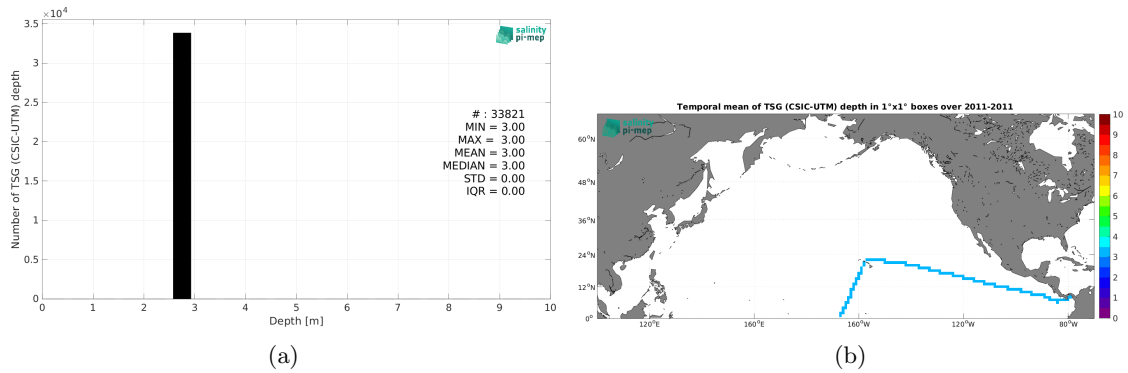 ×10⁴
3.5
3
2.5
2
1.5
1
0.5
0
Number of TSG (CSIC-UTM) depth
salinity
pi-mep
# : 33821
MIN = 3.00
MAX = 3.00
MEAN = 3.00
MEDIAN = 3.00
STD = 0.00
IQR = 0.00
0 1 2 3 4 5 6 7 8 9 10
Depth [m]
(a)
Temporal mean of TSG (CSIC-UTM) depth in 1°x1° boxes over 2011-2011
salinity
pi-mep
60°N
48°N
36°N
24°N
12°N
0°
120°E 160°E 160°W 120°W 80°W
10
9
8
7
6
5
4
3
2
1
0
(b)